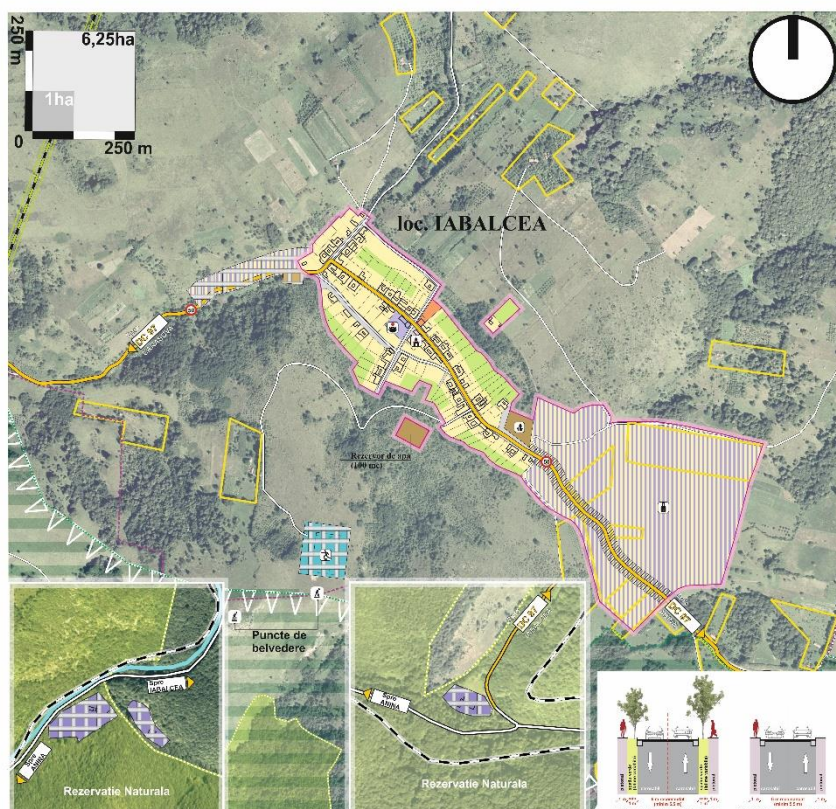 250 m
6,25ha
1ha
0
250 m
loc. IABALCEA
DC 97
Rezervor de apa
(100 mc)
DC 97
Puncte de
belvedere
Spre
IABALCEA
Spre
ANINA
Rezervatie Naturala
DC 97
Spre
ANINA
Rezervatie Naturala